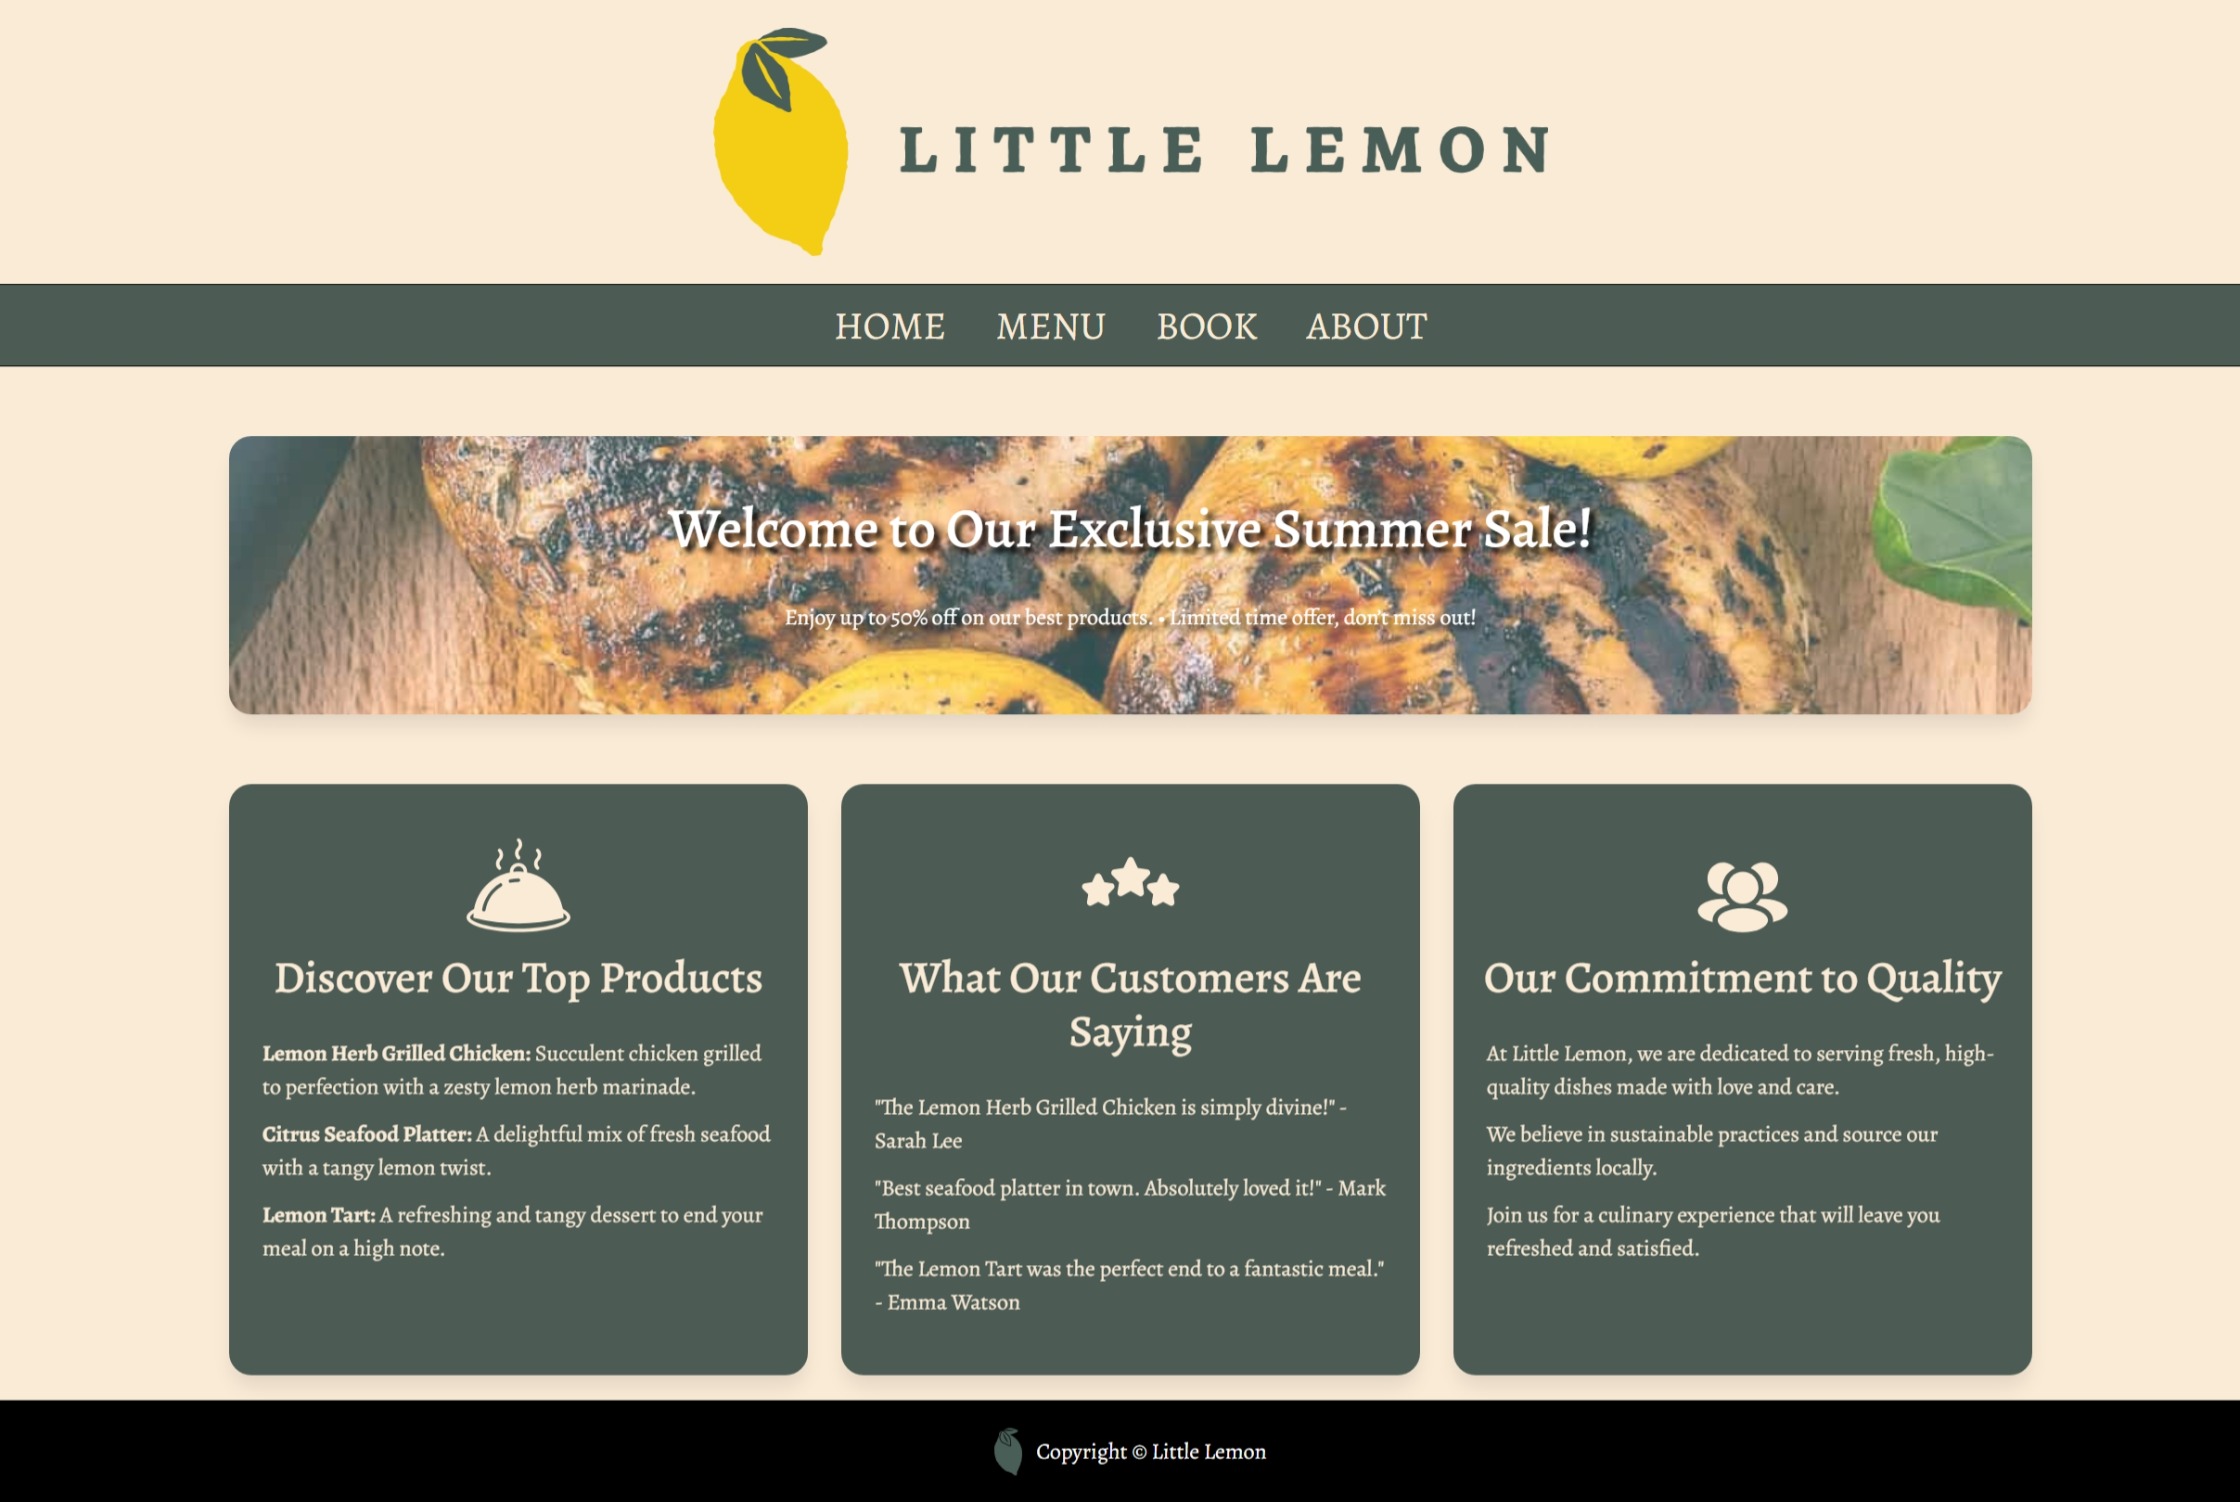 LITTLE LEMON
HOME MENU BOOK ABOUT
Welcome to Our Exclusive Summer Sale!
Enjoy up to 50% off on our best products. • Limited time offer, don't miss out!
Discover Our Top Products
Lemon Herb Grilled Chicken: Succulent chicken grilled
to perfection with a zesty lemon herb marinade.
Citrus Seafood Platter: A delightful mix of fresh seafood
with a tangy lemon twist.
Lemon Tart: A refreshing and tangy dessert to end your
meal on a high note.
What Our Customers Are
Saying
"The Lemon Herb Grilled Chicken is simply divine!" -
Sarah Lee
"Best seafood platter in town. Absolutely loved it!" - Mark
Thompson
"The Lemon Tart was the perfect end to a fantastic meal."
- Emma Watson
Our Commitment to Quality
At Little Lemon, we are dedicated to serving fresh, high-
quality dishes made with love and care.
We believe in sustainable practices and source our
ingredients locally.
Join us for a culinary experience that will leave you
refreshed and satisfied.
Copyright © Little Lemon